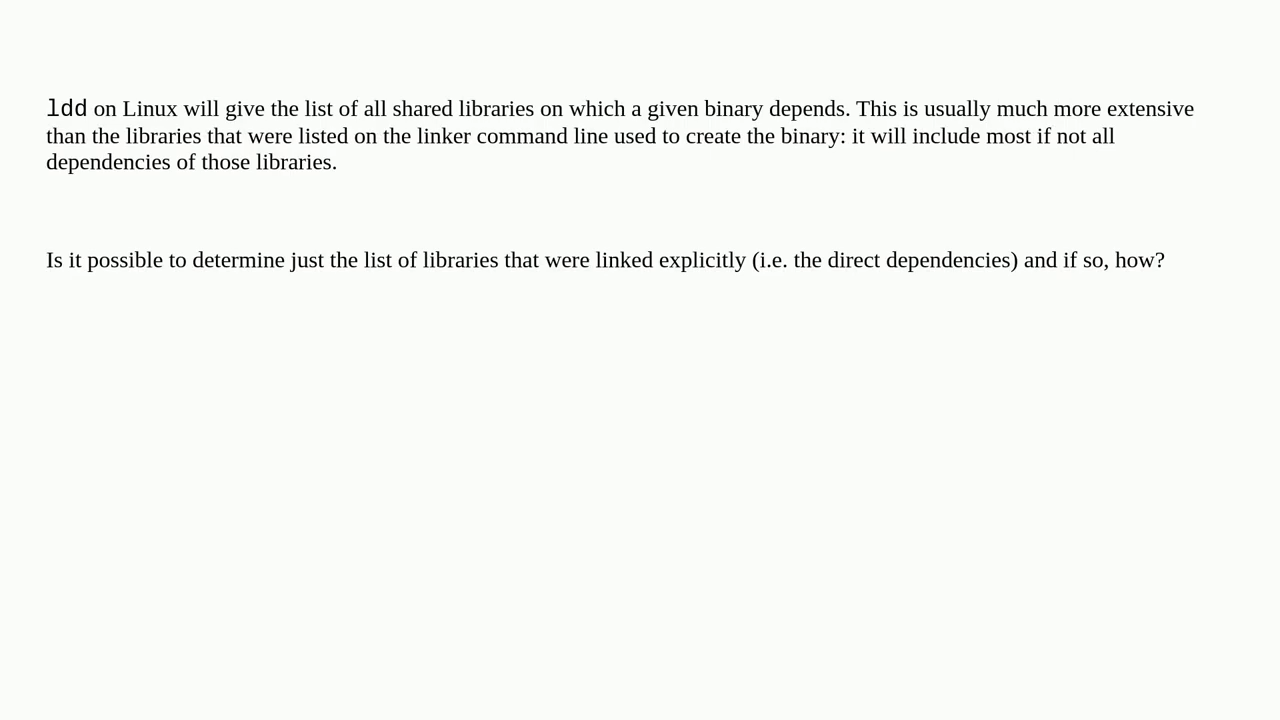 ldd on Linux will give the list of all shared libraries on which a given binary depends. This is usually much more extensive
than the libraries that were listed on the linker command line used to create the binary: it will include most if not all
dependencies of those libraries.
Is it possible to determine just the list of libraries that were linked explicitly (i.e. the direct dependencies) and if so, how?